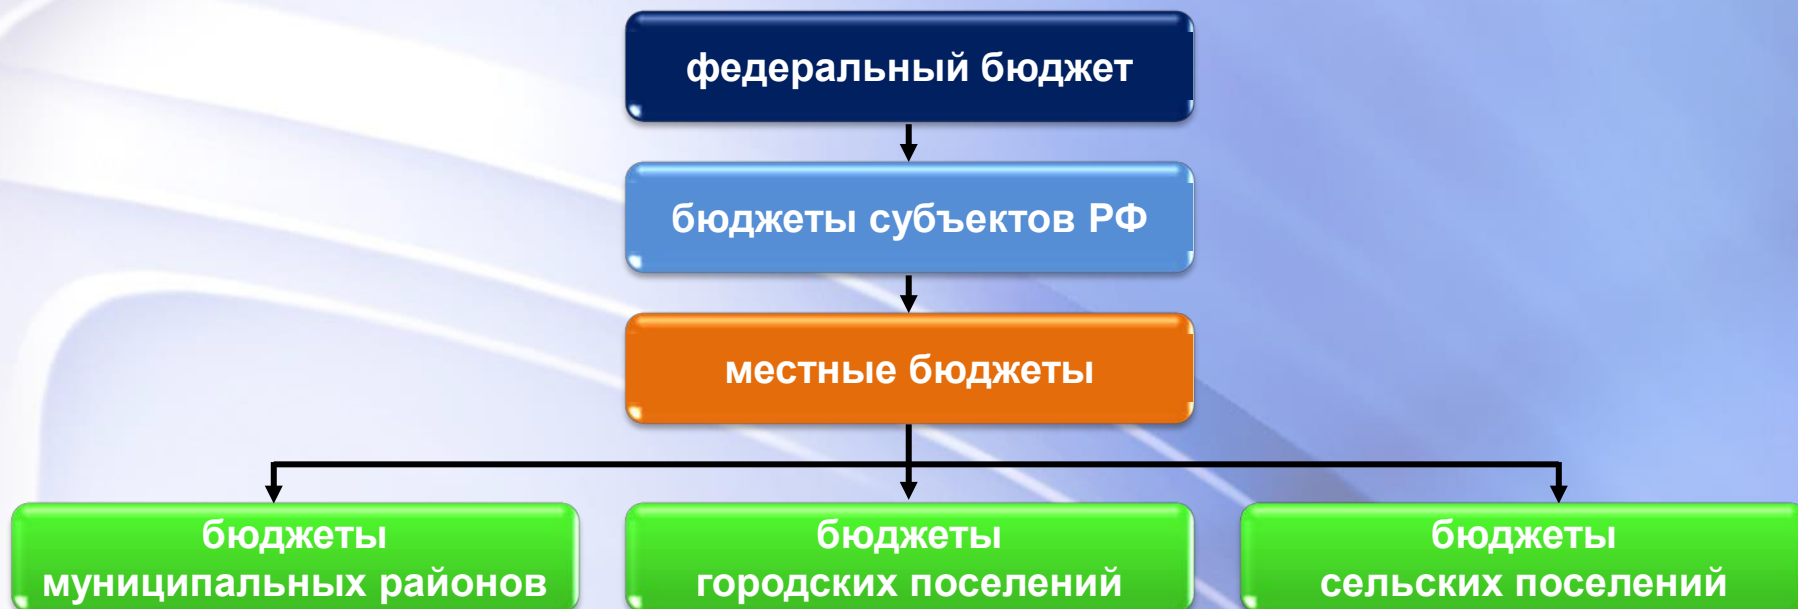 федеральный бюджет
бюджеты субъектов РФ
местные бюджеты
бюджеты
муниципальных районов
бюджеты
городских поселений
бюджеты
сельских поселений